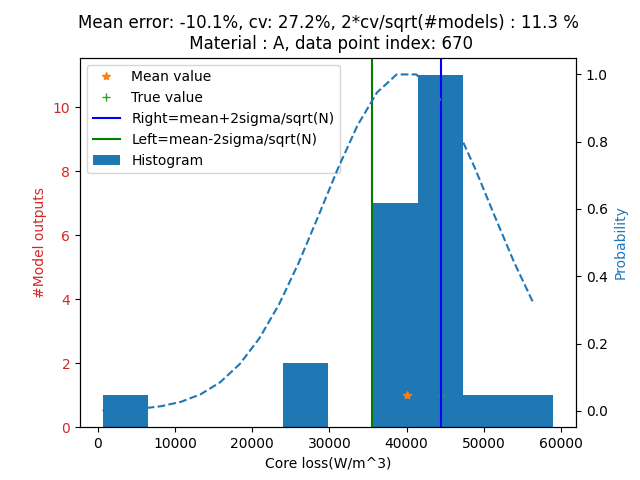 Mean error: -10.1%, cv: 27.2%, 2*cv/sqrt(#models) : 11.3 %
Material : A, data point index: 670
Mean value
True value
Right=mean+2sigma/sqrt(N)
Left=mean-2sigma/sqrt(N)
Histogram
#Model outputs
10
8
6
4
2
0
1.0
0.8
0.6
0.4
0.2
0.0
Probability
0 10000 20000 30000 40000 50000 60000
Core loss(W/m^3)